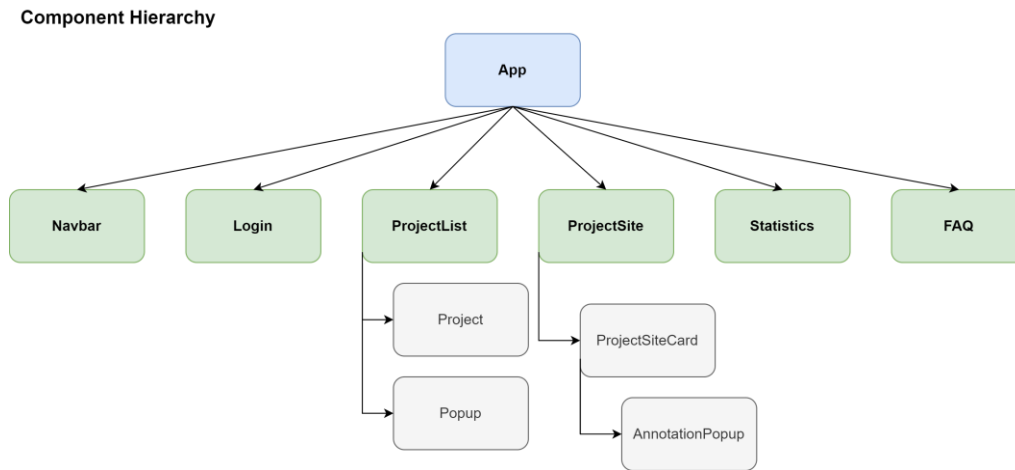 Component Hierarchy
App
Navbar
Login
ProjectList
ProjectSite
Statistics
FAQ
Project
ProjectSiteCard
Popup
AnnotationPopup